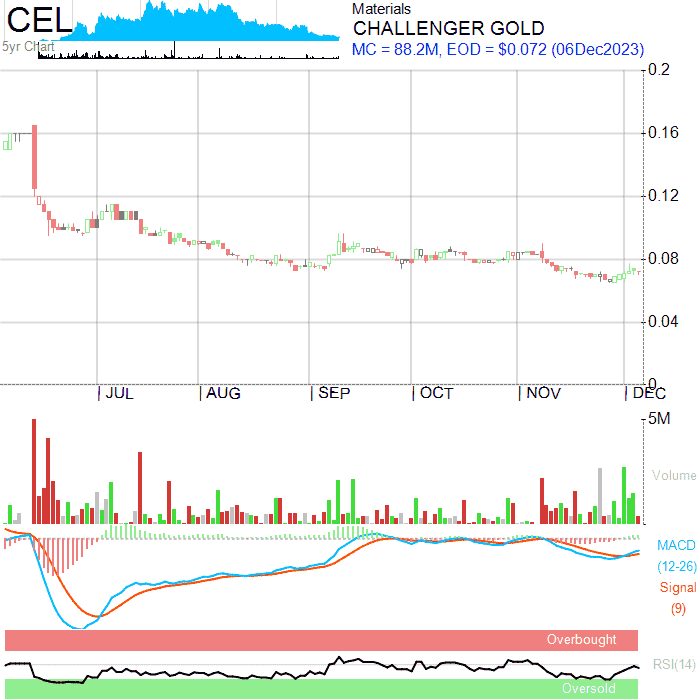 CEL
5yr Chart
Materials
CHALLENGER GOLD
MC = 88.2M, EOD = $0.072 (06Dec2023)
0.2
0.16
0.12
0.08
0.04
0
JUL AUG SEP OCT NOV DEC
5M
Volume
MACD
(12-26)
Signal
(9)
Overbought
RSI(14)
Oversold